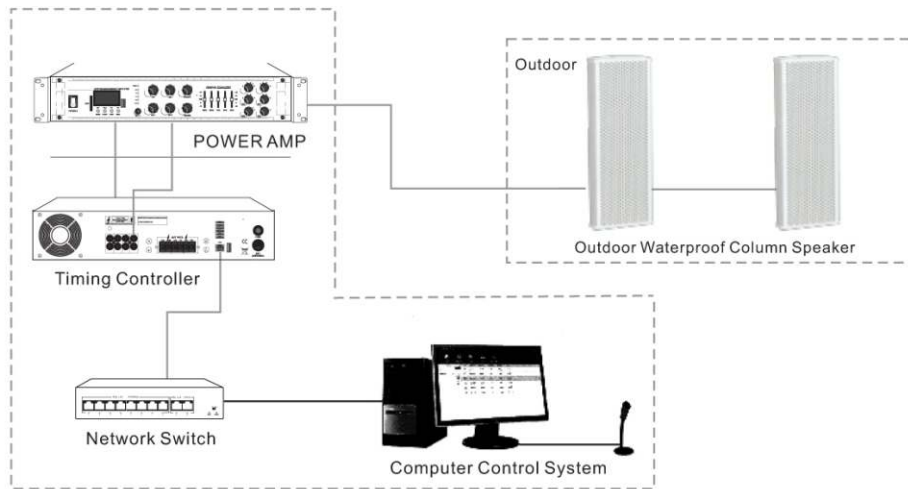 Outdoor
POWER AMP
Timing Controller
Outdoor Waterproof Column Speaker
Network Switch
Computer Control System